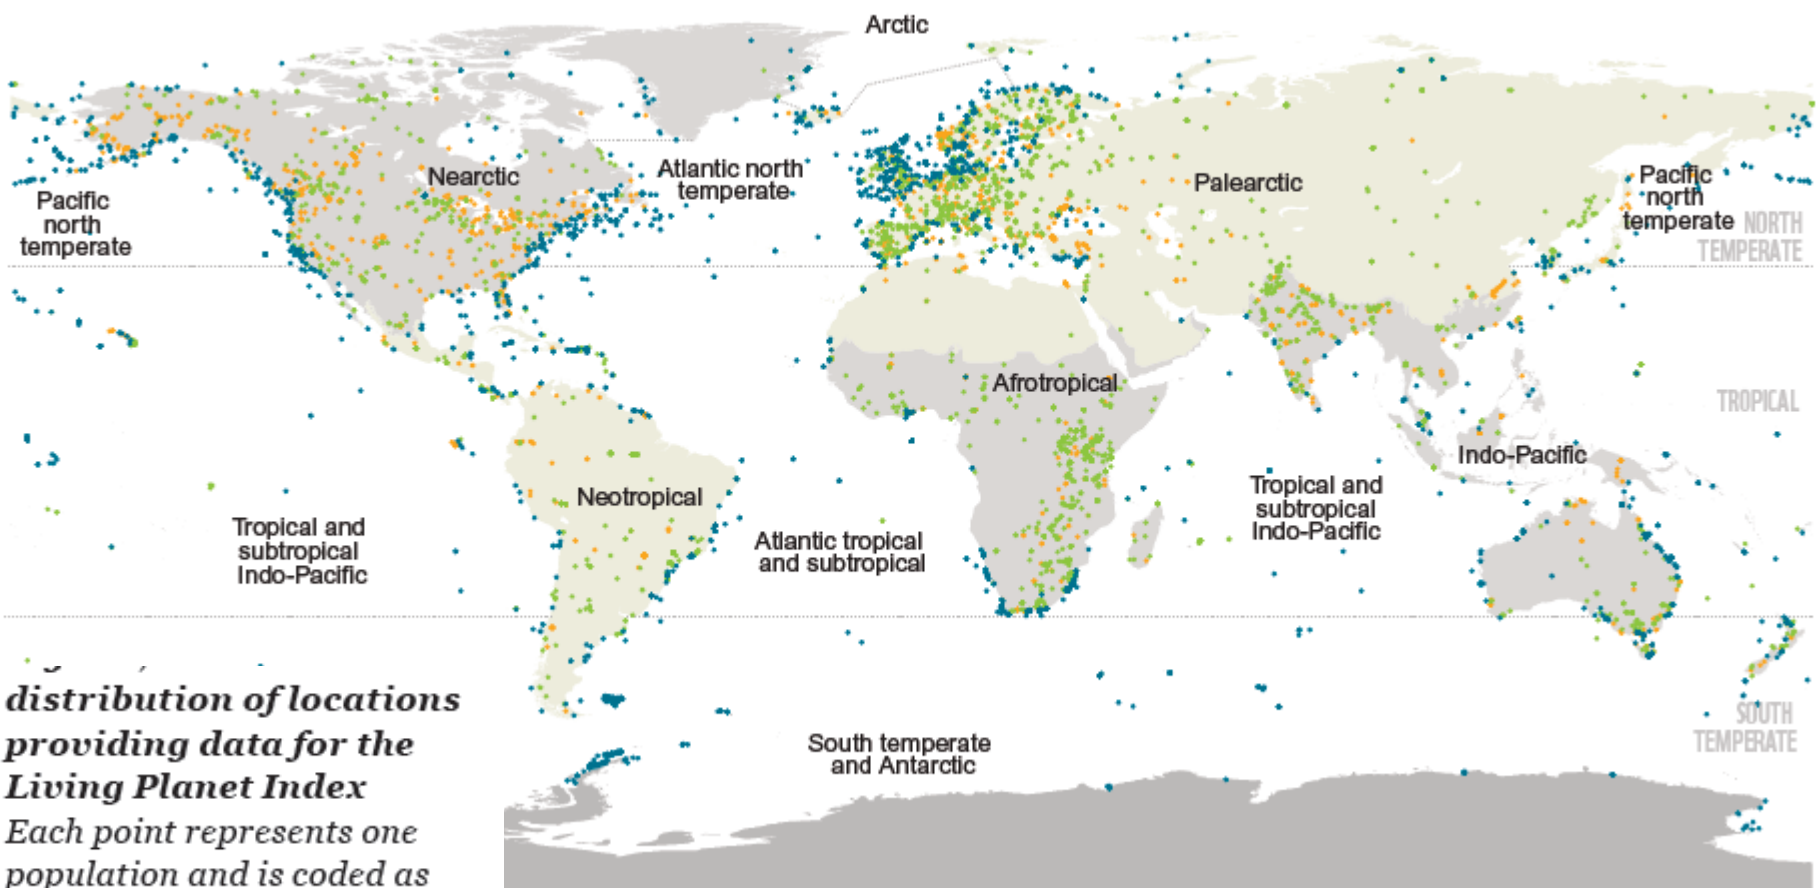 Arctic
Nearctic
Atlantic north
temperate
Palearctic
Pacific
north
temperate
Pacific
north
temperate
NORTH
TEMPERATE
Afrotropical
TROPICAL
Indo-Pacific
Neotropical
Tropical and
subtropical
Indo-Pacific
Tropical and
subtropical
Indo-Pacific
Atlantic tropical
and subtropical
distribution of locations
providing data for the
Living Planet Index
Each point represents one
population and is coded as
South temperate
and Antarctic
SOUTH
TEMPERATE